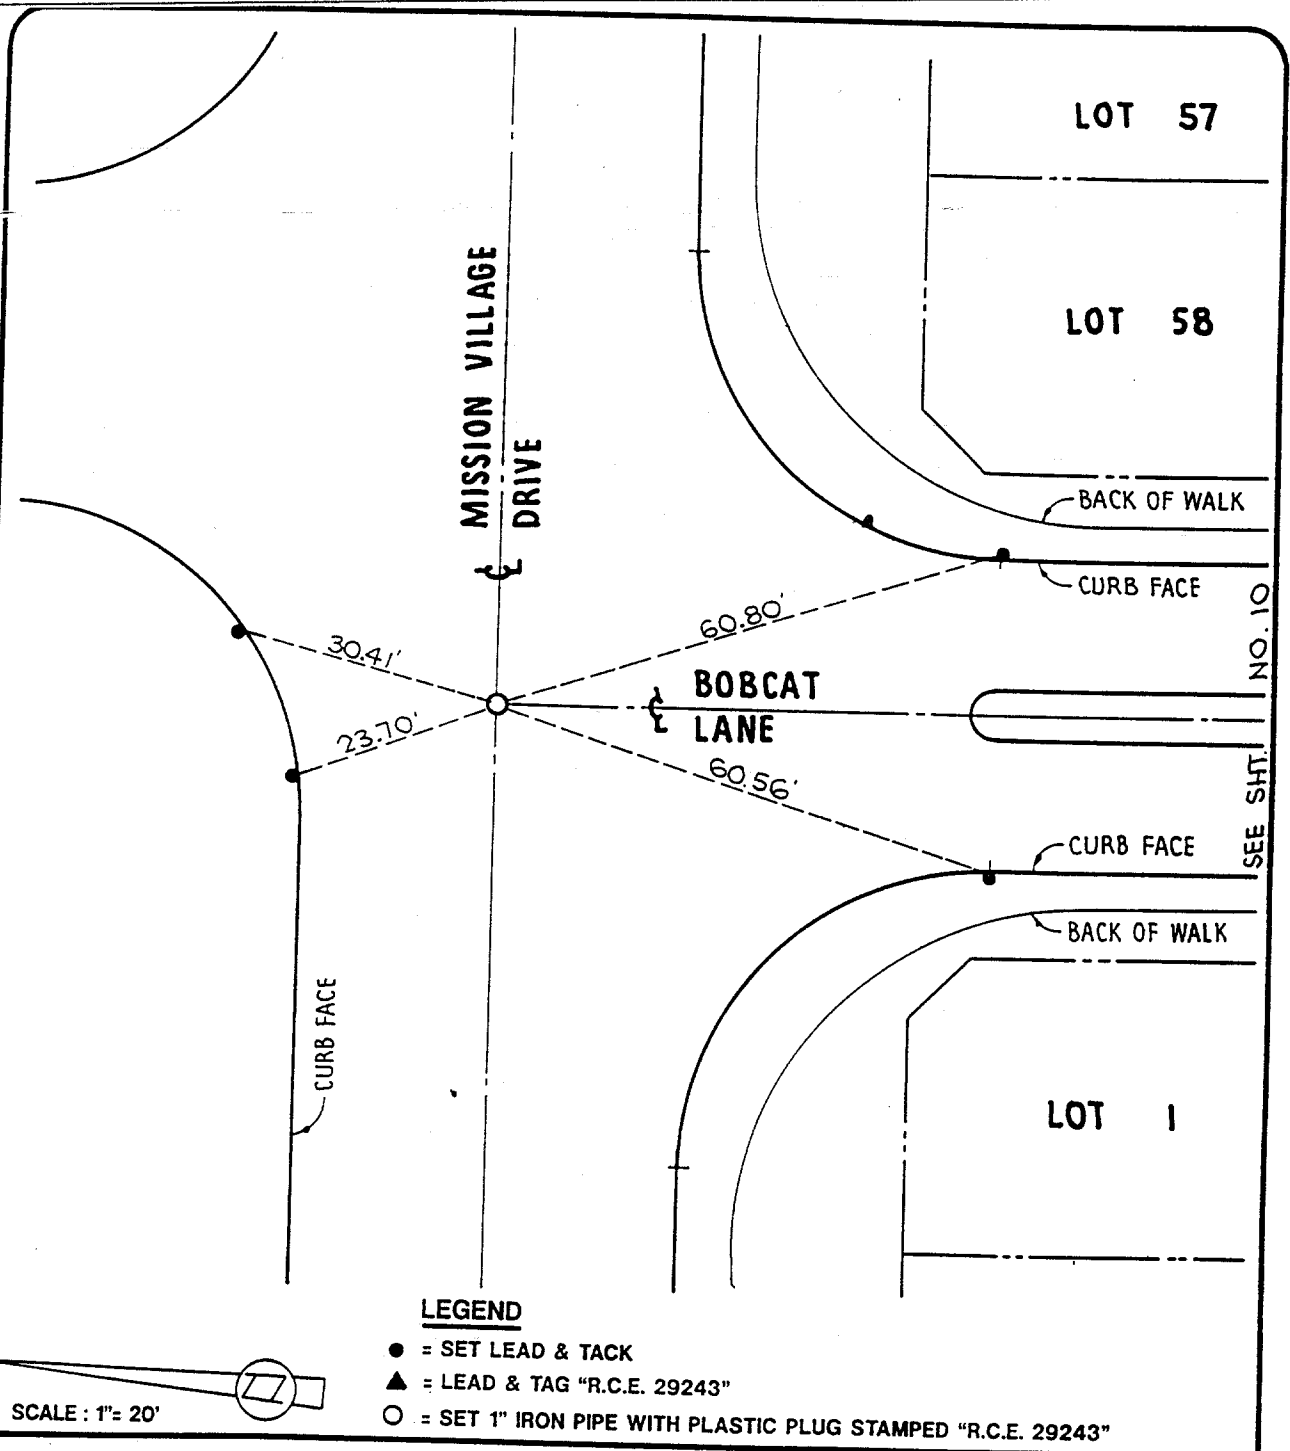 LOT 57
LOT 58
MISSION VILLAGE
DRIVE
℄
BACK OF WALK
CURB FACE
60.80'
30.41'
23.70'
℄
BOBCAT
LANE
60.56'
SEE SHT. NO. 10
CURB FACE
BACK OF WALK
CURB FACE
LOT 1
LEGEND
● = SET LEAD & TACK
▲ = LEAD & TAG "R.C.E. 29243"
○ = SET 1" IRON PIPE WITH PLASTIC PLUG STAMPED "R.C.E. 29243"
SCALE : 1"= 20'